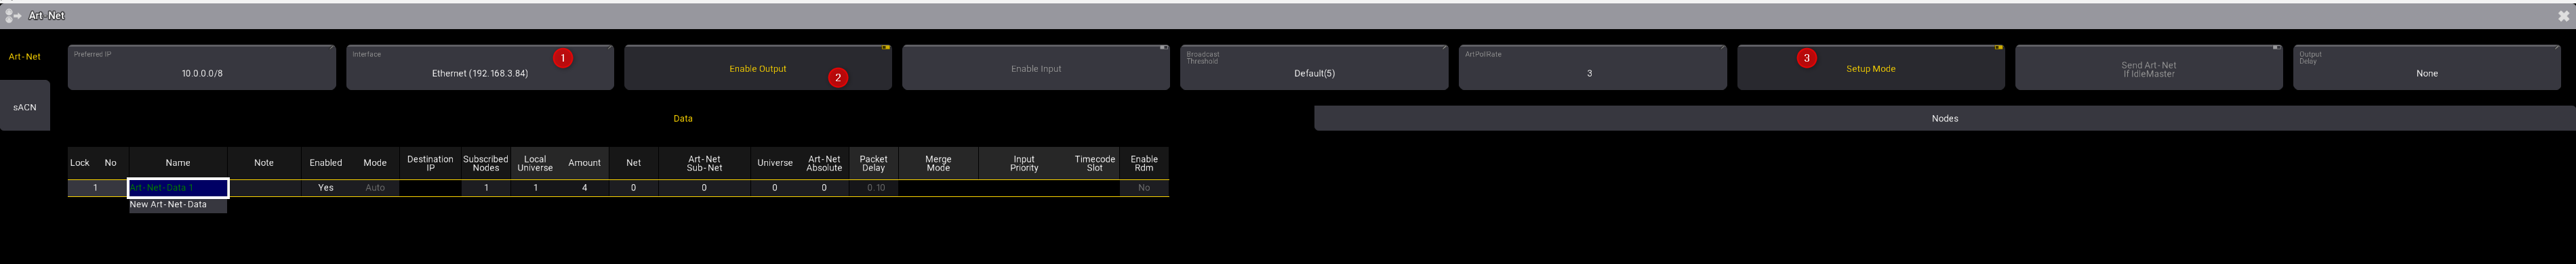 Art-Net
Art-Net
sACN
Preferred IP
10.0.0.0/8
Interface
1
Ethernet (192.168.3.84)
Enable Output
2
Enable Input
Broadcast
Threshold
Default(5)
ArtPollRate
3
3
Setup Mode
Send Art-Net
If IdleMaster
Output
Delay
None
Data
Nodes
Lock No Name Note Enabled Mode Destination IP Subscribed Nodes Local Universe Amount Net Art-Net Sub-Net Universe Art-Net Absolute Packet Delay Merge Mode Input Priority Timecode Slot Enable Rdm
1 Art-Net-Data 1 Yes Auto 1 1 4 0 0 0 0 0.10 No
New Art-Net-Data